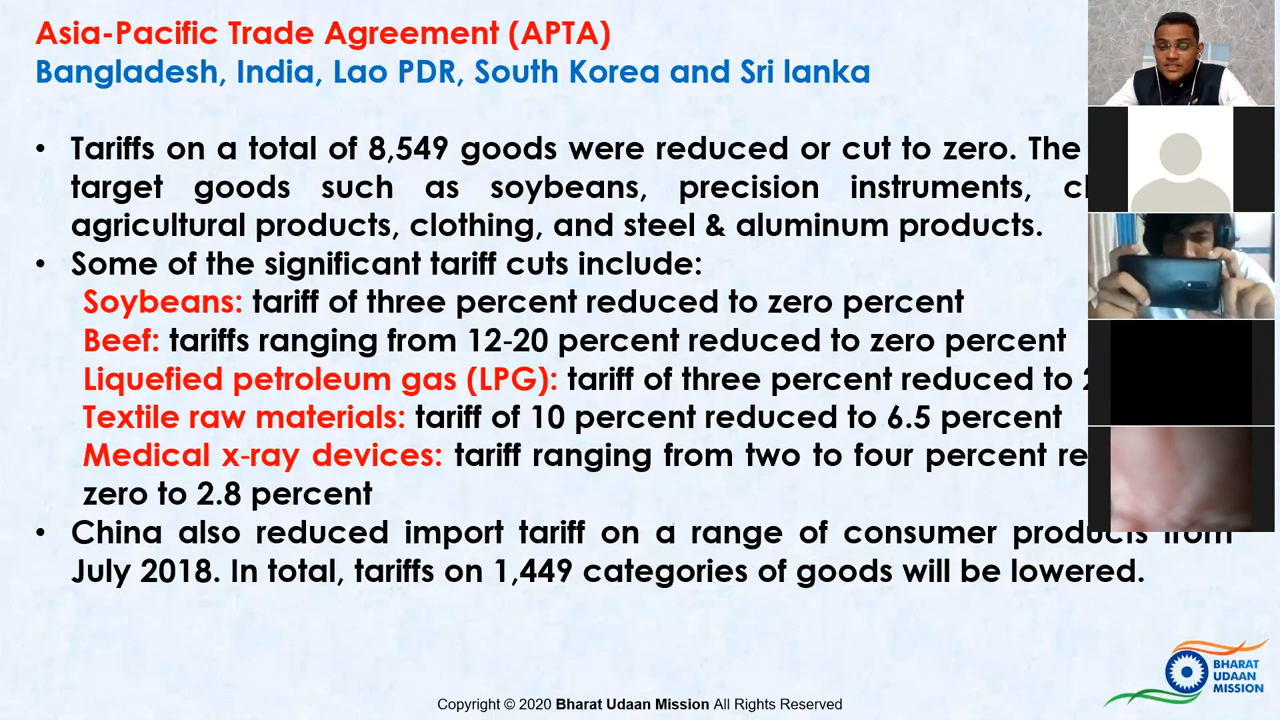 Asia-Pacific Trade Agreement (APTA)
Bangladesh, India, Lao PDR, South Korea and Sri lanka
• Tariffs on a total of 8,549 goods were reduced or cut to zero. The
target goods such as soybeans, precision instruments,
agricultural products, clothing, and steel & aluminum products.
• Some of the significant tariff cuts include:
Soybeans: tariff of three percent reduced to zero percent
Beef: tariffs ranging from 12-20 percent reduced to zero percent
Liquefied petroleum gas (LPG): tariff of three percent reduced to
Textile raw materials: tariff of 10 percent reduced to 6.5 percent
Medical x-ray devices: tariff ranging from two to four percent
zero to 2.8 percent
• China also reduced import tariff on a range of consumer products from
July 2018. In total, tariffs on 1,449 categories of goods will be lowered.
BHARAT
UDAAN
MISSION
Copyright © 2020 Bharat Udaan Mission All Rights Reserved